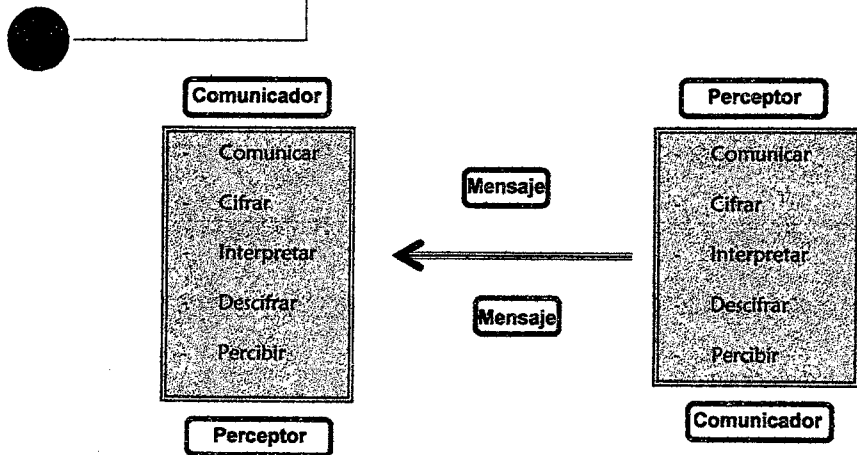 Comunicador
- Comunicar
- Cifrar
- Interpretar
- Descifrar
- Percibir
Perceptor
Mensaje
Mensaje
Perceptor
- Comunicar
- Cifrar
- Interpretar
- Descifrar
- Percibir
Comunicador